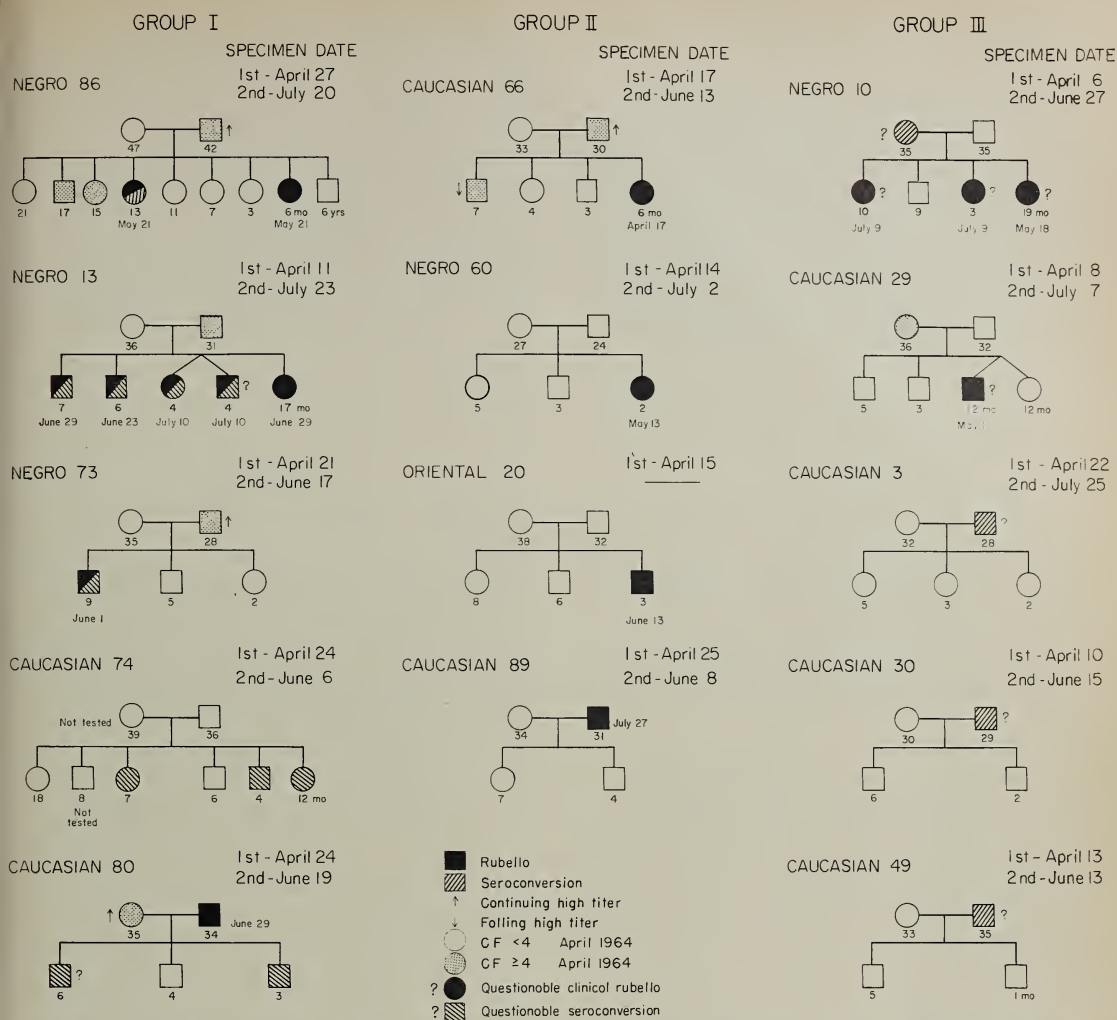 GROUP I
SPECIMEN DATE
NEGRO 86
1st - April 27
2nd - July 20
47 42 ↑
21 17 15 13 11 7 3 6 mo 6 yrs
May 21 May 21
NEGRO 13
1st - April 11
2nd - July 23
36 31
7 6 4 4 ? 17 mo
June 29 June 23 July 10 July 10 June 29
NEGRO 73
1st - April 21
2nd - June 17
35 28 ↑
9 5 2
June 1
CAUCASIAN 74
1st - April 24
2nd - June 6
Not tested
39 36
18 8 7 6 4 12 mo
Not
tested
CAUCASIAN 80
1st - April 24
2nd - June 19
↑ 35 34 June 29
6 ? 4 3
GROUP II
SPECIMEN DATE
CAUCASIAN 66
1st - April 17
2nd - June 13
33 30 ↑
↓ 7 4 3 6 mo
April 17
NEGRO 60
1st - April 14
2nd - July 2
27 24
5 3 2
May 13
ORIENTAL 20
1st - April 15
38 32
8 6 3
June 13
CAUCASIAN 89
1st - April 25
2nd - June 8
34 31 July 27
7 4
Rubello
Seroconversion
↑ Continuing high titer
↓ Folling high titer
CF <4 April 1964
CF ≥4 April 1964
? Questionoble clinicol rubello
? Questionoble seroconversion
GROUP III
SPECIMEN DATE
NEGRO 10
1st - April 6
2nd - June 27
? 35 35
10 ? 9 3 ? 19 mo ?
July 9 July 9 May 18
CAUCASIAN 29
1st - April 8
2nd - July 7
36 32
5 3 12 mo ? 12 mo
CAUCASIAN 3
1st - April 22
2nd - July 25
32 28 ?
5 3 2
CAUCASIAN 30
1st - April 10
2nd - June 15
30 29 ?
6 2
CAUCASIAN 49
1st - April 13
2nd - June 13
33 35 ?
5 1 mo